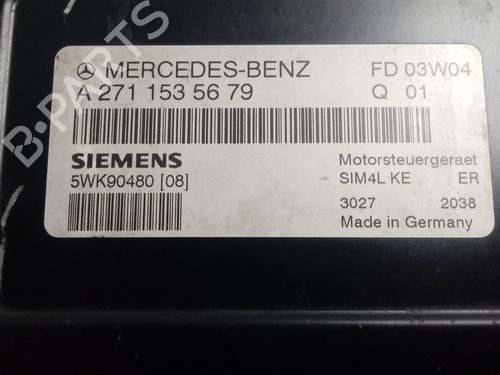 MERCEDES-BENZ FD 03W04
A 271 153 56 79 Q 01
SIEMENS Motorsteuergeraet
5WK90480 [08] SIM4L KE ER
3027 2038
Made in Germany
B-PARTS